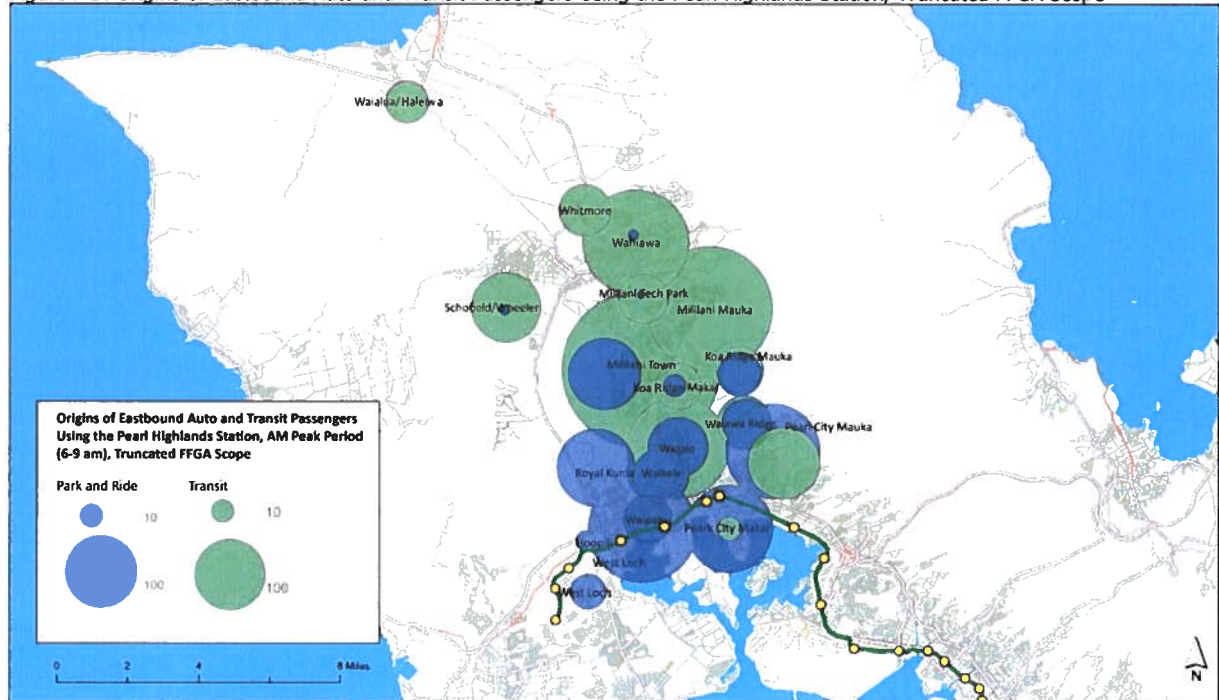 Waialua/Haleiwa
Whitmore
Wahiawa
Mililani Tech Park
Schofield/Wheeler
Mililani Mauka
Koa Ridge Mauka
Mililani Town
Koa Ridge Makai
Waiawa Ridge
Pearl City Mauka
Waipio
Royal Kunia
Waikele
Waipahu
Pearl City Makai
West Loch
West Loch
Origins of Eastbound Auto and Transit Passengers
Using the Pearl Highlands Station, AM Peak Period
(6-9 am), Truncated FFGA Scope
Park and Ride
Transit
10
10
100
100
0 2 4 8 Miles
N